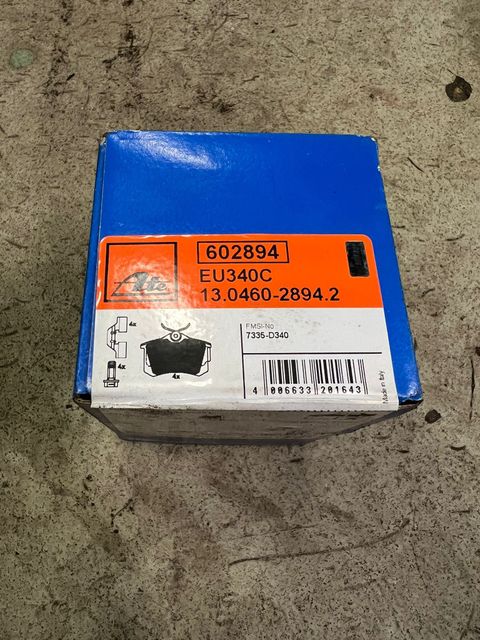 602894
EU340C
Ate
13.0460-2894.2
4x
FMSI-No
7335-D340
4x
4x
4 006633 201643
Made in Italy